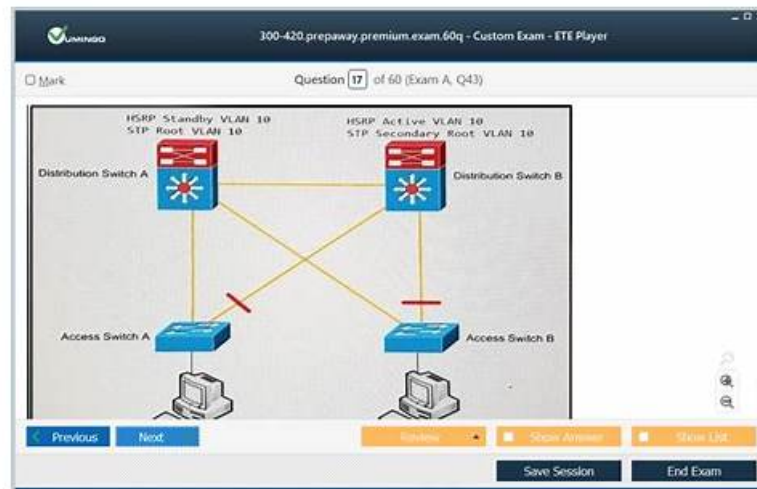 VUMINGO
300-420.prepaway.premium.exam.60q - Custom Exam - ETE Player
Mark
Question 17 of 60 (Exam A, Q43)
HSRP Standby VLAN 10
STP Root VLAN 10
HSRP Active VLAN 10
STP Secondary Root VLAN 10
Distribution Switch A
Distribution Switch B
Access Switch A
Access Switch B
Previous
Next
Review
Show Answer
Show List
Save Session
End Exam